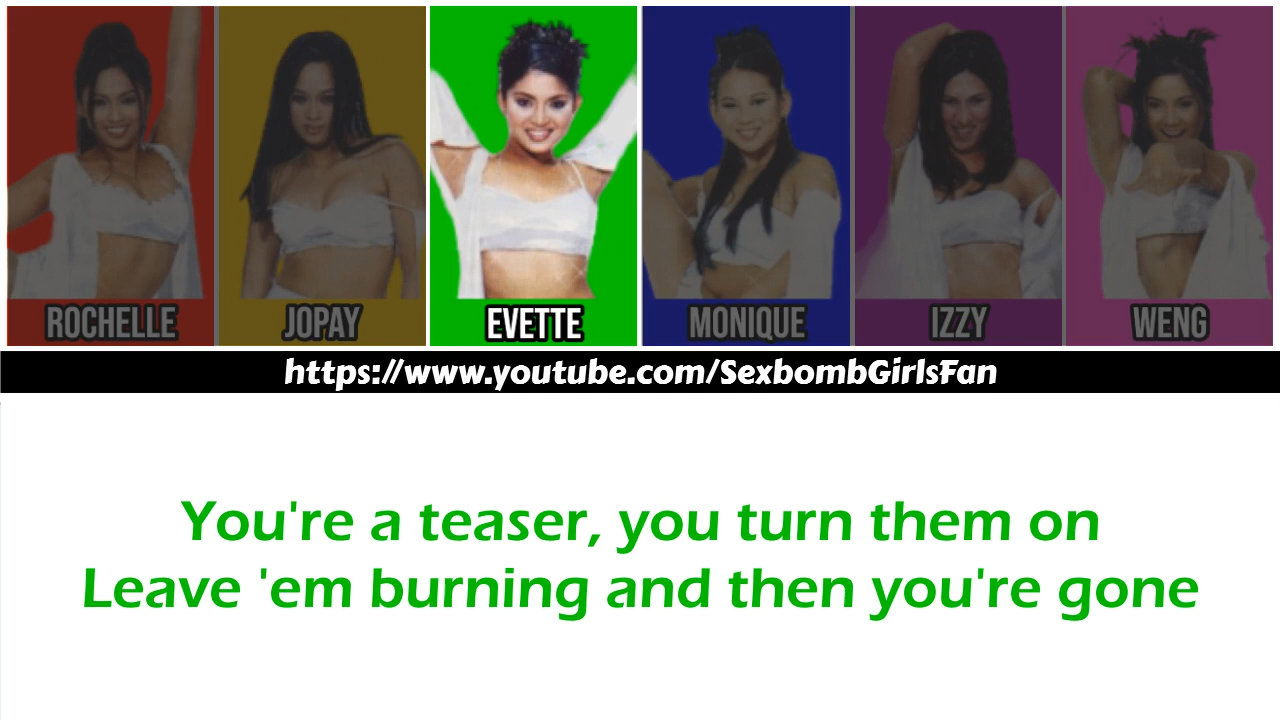 ROCHELLE JOPAY EVETTE MONIQUE IZZY WENG
https://www.youtube.com/SexbombGirlsFan
You're a teaser, you turn them on
Leave 'em burning and then you're gone